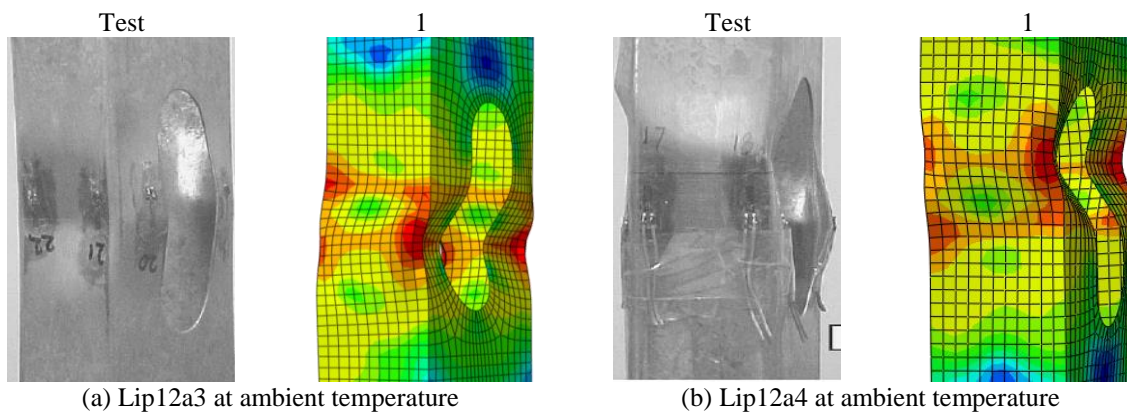 Test
1
Test
1
22
21
20
17
18
(a) Lip12a3 at ambient temperature
(b) Lip12a4 at ambient temperature